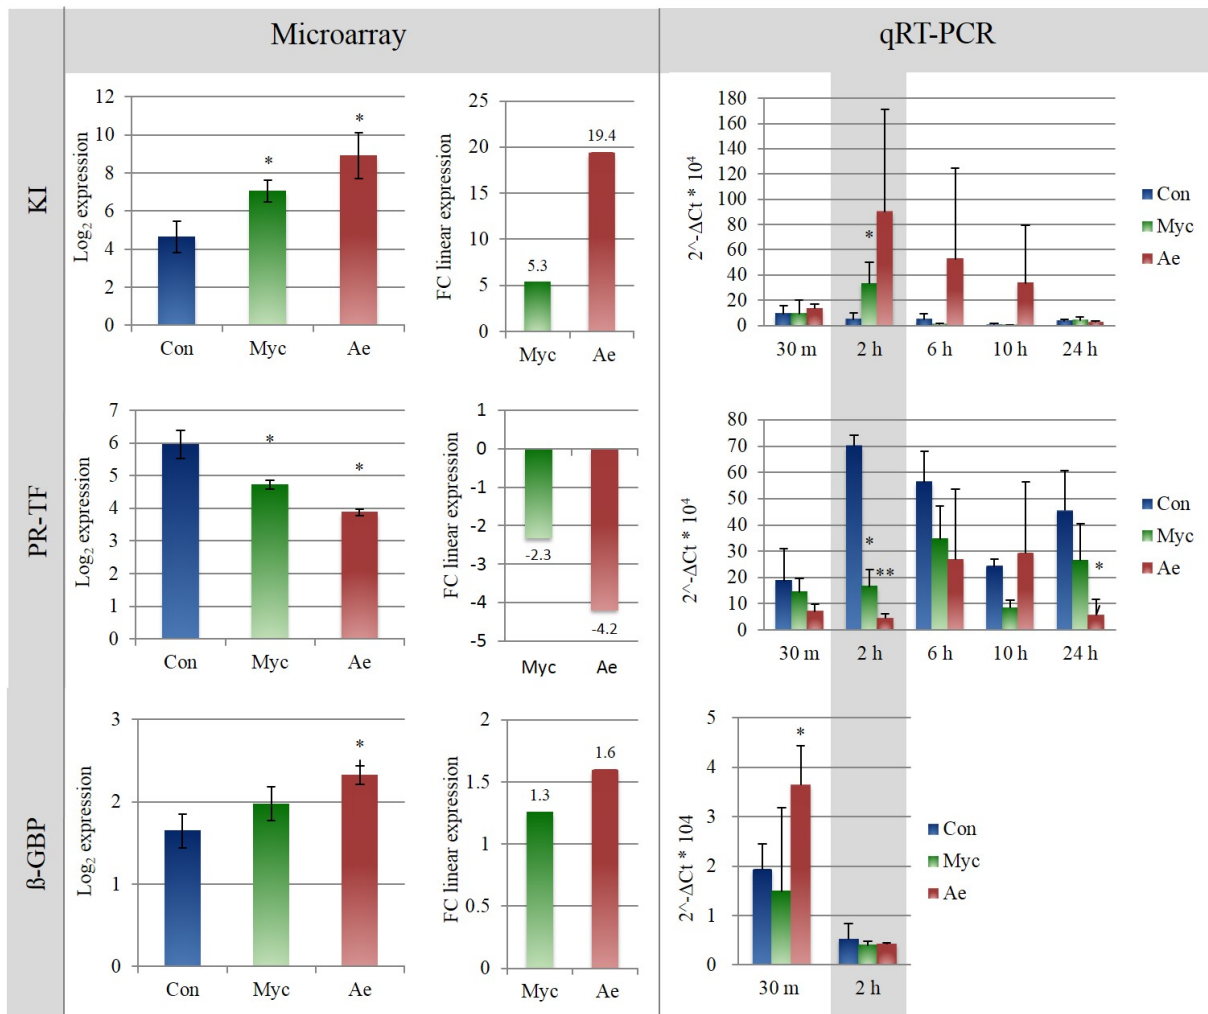 Microarray
qRT-PCR
KI
Log₂ expression
12
10
8
6
4
2
0
*
*
Con Myc Ae
FC linear expression
25
20
15
10
5
0
5.3
19.4
Myc Ae
2^-ΔCt * 10⁴
180
160
140
120
100
80
60
40
20
0
*
30 m 2 h 6 h 10 h 24 h
Con
Myc
Ae
PR-TF
Log₂ expression
7
6
5
4
3
2
1
0
*
*
Con Myc Ae
FC linear expression
1
0
-1
-2
-3
-4
-5
-2.3
-4.2
Myc Ae
2^-ΔCt * 10⁴
80
70
60
50
40
30
20
10
0
*
**
*
30 m 2 h 6 h 10 h 24 h
Con
Myc
Ae
ß-GBP
Log₂ expression
3
2
1
0
*
Con Myc Ae
FC linear expression
2
1.5
1
0.5
0
1.3
1.6
Myc Ae
2^-ΔCt * 104
5
4
3
2
1
0
*
30 m 2 h
Con
Myc
Ae